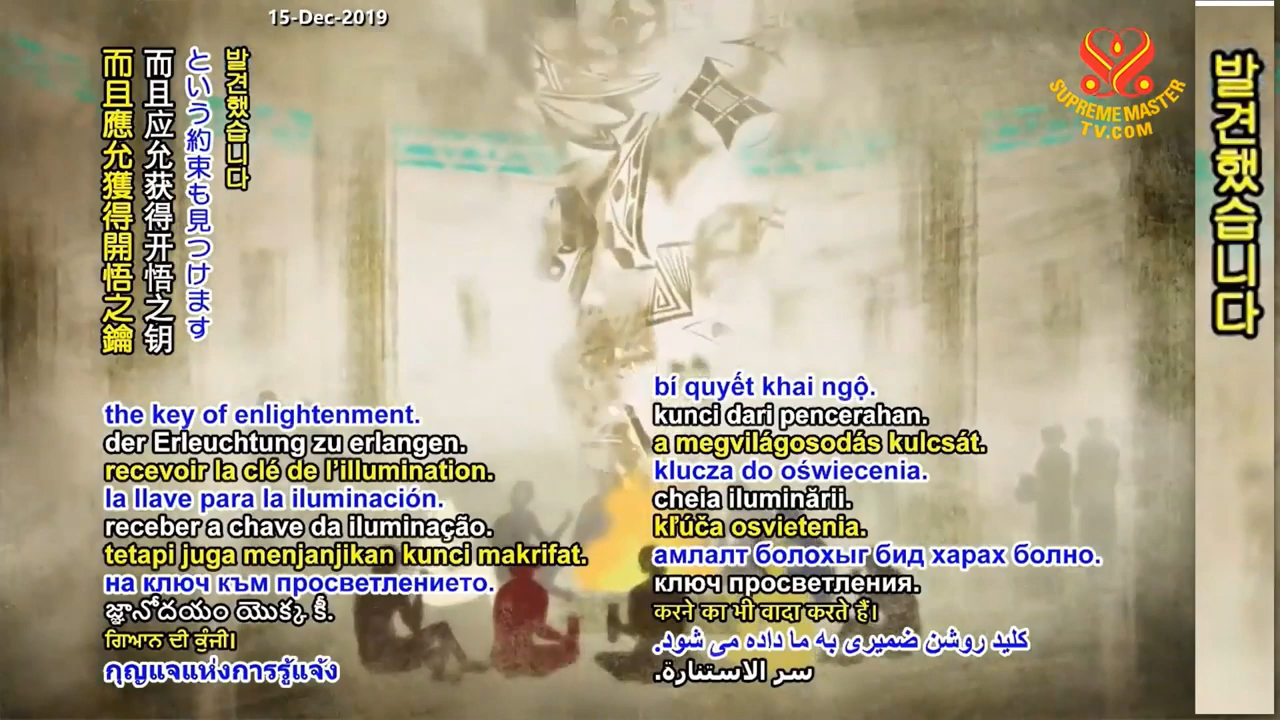 15-Dec-2019
SUPREME MASTER
TV.COM
발견했습니다
という約束も見つけます
而且应允获得开悟之钥
而且應允獲得開悟之鑰
발견했습니다
the key of enlightenment.
der Erleuchtung zu erlangen.
recevoir la clé de l'illumination.
la llave para la iluminación.
receber a chave da iluminação.
tetapi juga menjanjikan kunci makrifat.
на ключ към просветлението.
జ్ఞానోదయం యొక్క కీ.
ਗਿਆਨ ਦੀ ਕੁੰਜੀ।
กุญแจแห่งการรู้แจ้ง
bí quyết khai ngộ.
kunci dari pencerahan.
a megvilágosodás kulcsát.
klucza do oświecenia.
cheia iluminării.
kľúča osvietenia.
амлалт болохыг бид харах болно.
ключ просветления.
करने का भी वादा करते हैं।
کلید روشن ضمیری به ما داده می شود.
سر الاستنارة.